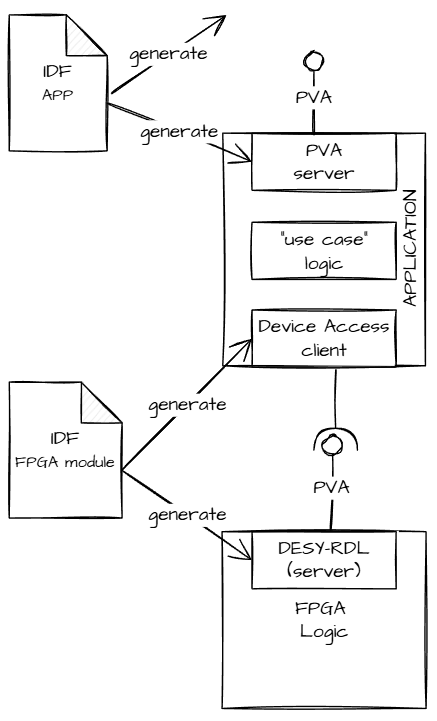 generate
IDF
APP
PVA
generate
PVA
server
"use case"
logic
APPLICATION
Device Access
client
generate
IDF
FPGA module
PVA
generate
DESY-RDL
(server)
FPGA
Logic